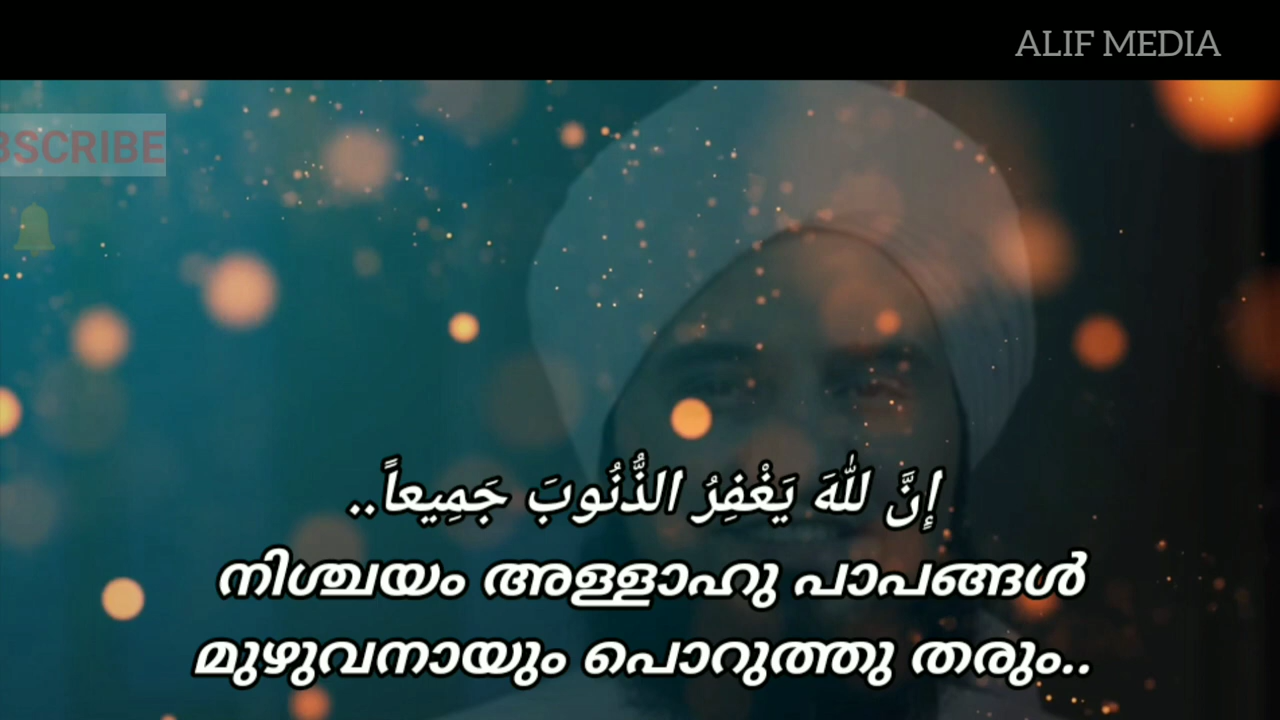 ALIF MEDIA
BSCRIBE
إِنَّ للّٰهَ يَغْفِرُ الذُّنُوبَ جَمِيعاً..
നിശ്ചയം അള്ളാഹു പാപങ്ങൾ
മുഴുവനായും പൊറുത്തു തരും..